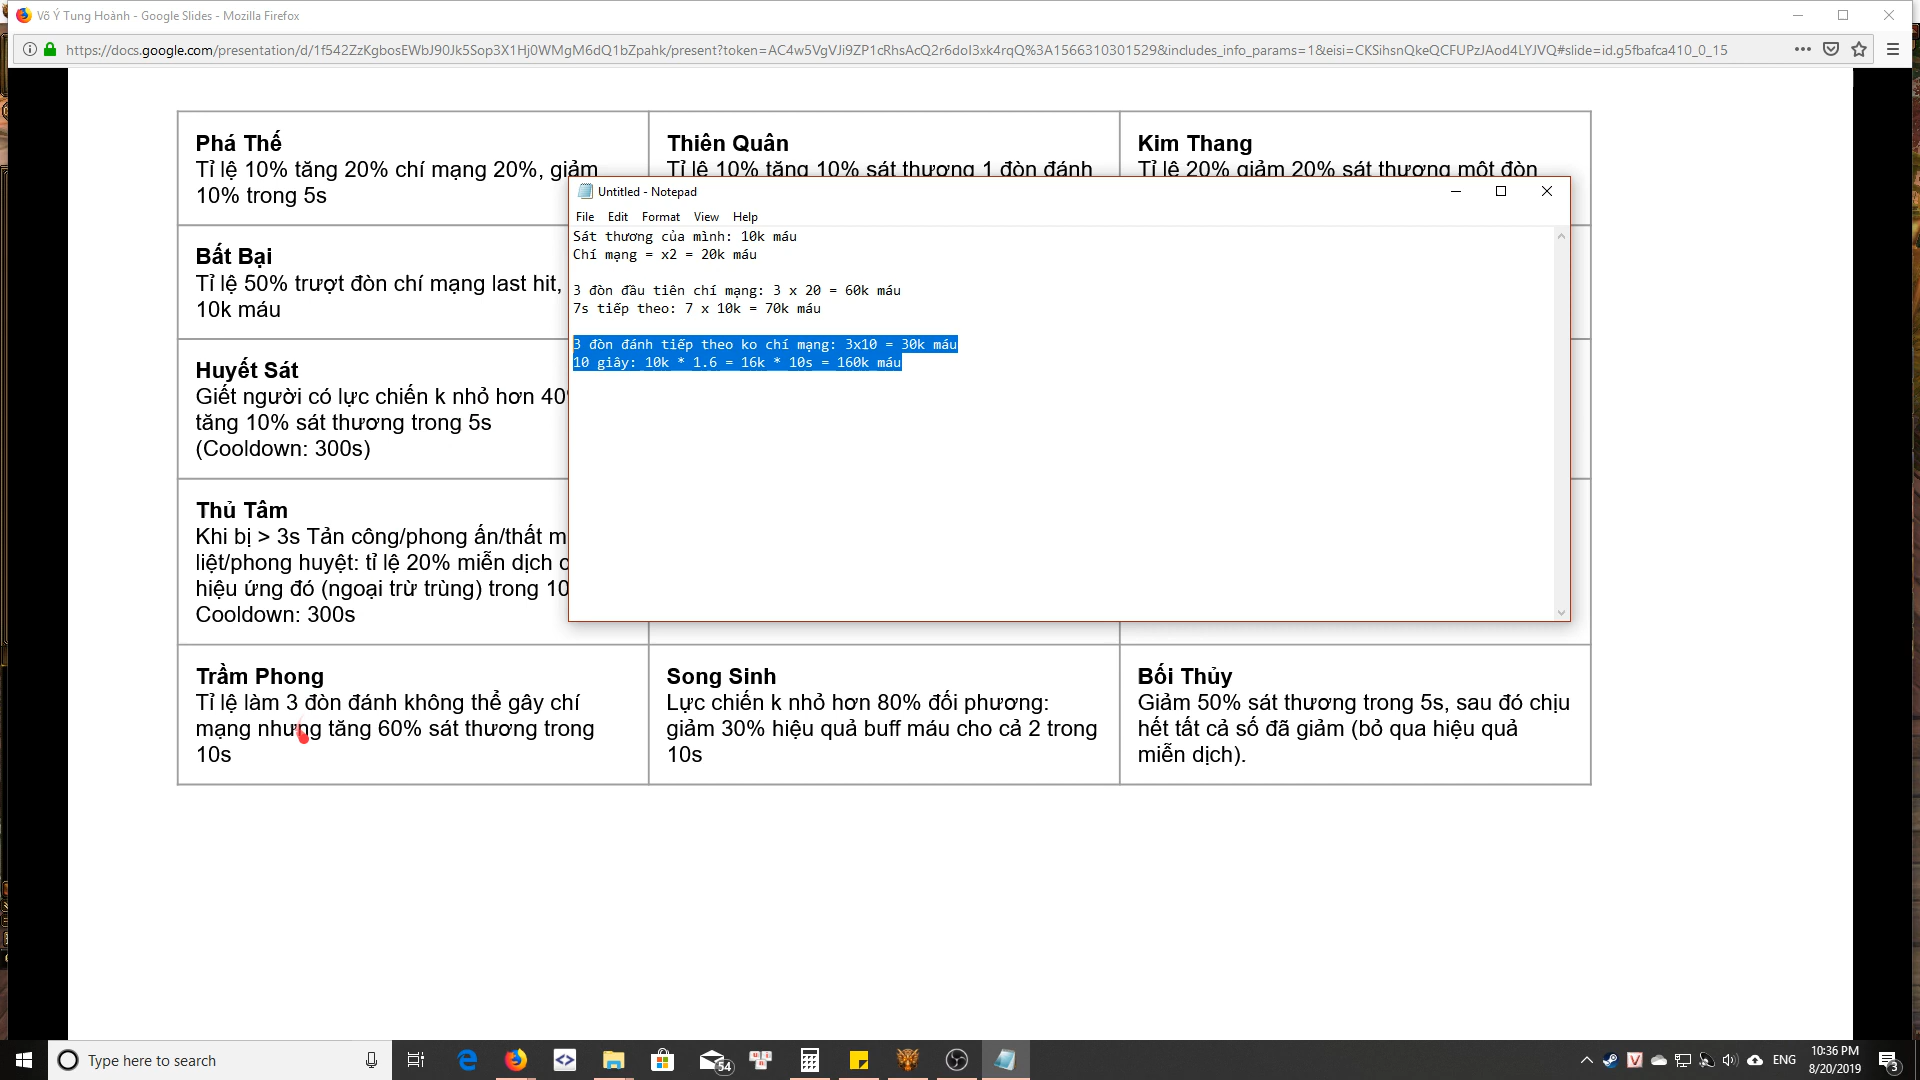 Võ Ý Tung Hoành - Google Slides - Mozilla Firefox
https://docs.google.com/presentation/d/1f542ZzKgbosEWbJ90Jk5Sop3X1Hj0WMgM6dQ1bZpahk/present?token=AC4w5VgVJi9ZP1cRhsAcQ2r6doI3xk4rqQ%3A1566310301529&includes_info_params=1&eisi=CKSihsnQkeQCFUPzJAod4LYJVQ#slide=id.g5fbafca410_0_15
Phá Thế
Tỉ lệ 10% tăng 20% chí mạng 20%, giảm
10% trong 5s
Thiên Quân
Tỉ lệ 10% tăng 10% sát thương 1 đòn đánh
Kim Thang
Tỉ lệ 20% giảm 20% sát thương một đòn
Untitled - Notepad
File Edit Format View Help
Sát thương của mình: 10k máu
Chí mạng = x2 = 20k máu
3 đòn đầu tiên chí mạng: 3 x 20 = 60k máu
7s tiếp theo: 7 x 10k = 70k máu
3 đòn đánh tiếp theo ko chí mạng: 3x10 = 30k máu
10 giây: 10k * 1.6 = 16k * 10s = 160k máu
Bất Bại
Tỉ lệ 50% trượt đòn chí mạng last hit,
10k máu
Huyết Sát
Giết người có lực chiến k nhỏ hơn 40
tăng 10% sát thương trong 5s
(Cooldown: 300s)
Thủ Tâm
Khi bị > 3s Tản công/phong ấn/thất m
liệt/phong huyệt: tỉ lệ 20% miễn dịch
hiệu ứng đó (ngoại trừ trùng) trong 10
Cooldown: 300s
Trầm Phong
Tỉ lệ làm 3 đòn đánh không thể gây chí
mạng nhưng tăng 60% sát thương trong
10s
Song Sinh
Lực chiến k nhỏ hơn 80% đối phương:
giảm 30% hiệu quả buff máu cho cả 2 trong
10s
Bối Thủy
Giảm 50% sát thương trong 5s, sau đó chịu
hết tất cả số đã giảm (bỏ qua hiệu quả
miễn dịch).
Type here to search
54
ENG
10:36 PM
8/20/2019
3